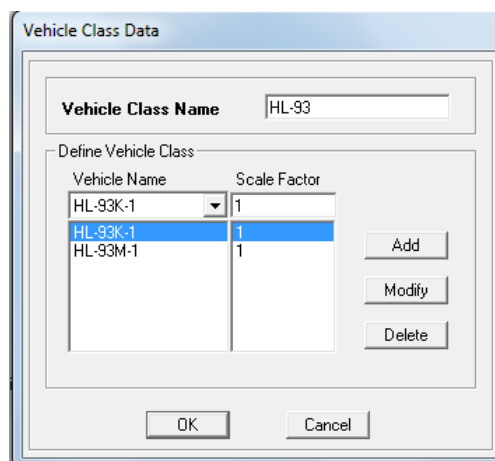 Vehicle Class Data
Vehicle Class Name HL-93
Define Vehicle Class
Vehicle Name Scale Factor
HL-93K-1 1
HL-93K-1 1
HL-93M-1 1
Add
Modify
Delete
OK Cancel